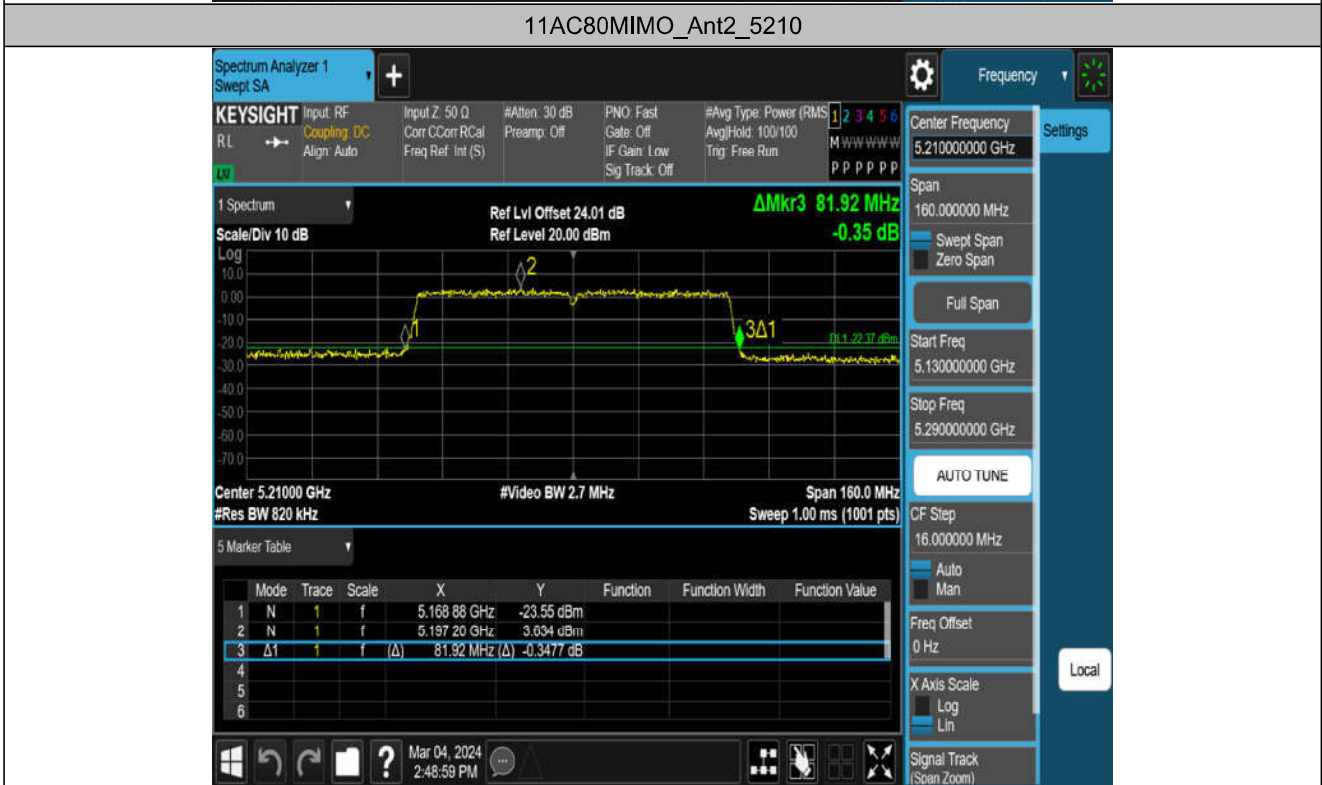 11AC80MIMO_Ant2_5210
Spectrum Analyzer 1
Swept SA
+
Frequency
KEYSIGHT
Input: RF
Coupling: DC
Align: Auto
RL
LXI
Input Z: 50 Ω
Corr CCorr RCal
Freq Ref: Int (S)
#Atten: 30 dB
Preamp: Off
PNO: Fast
Gate: Off
IF Gain: Low
Sig Track: Off
#Avg Type: Power (RMS
Avg|Hold: 100/100
Trig: Free Run
1 2 3 4 5 6
M W W W W W
P P P P P P
1 Spectrum
Scale/Div 10 dB
Ref Lvl Offset 24.01 dB
Ref Level 20.00 dBm
ΔMkr3 81.92 MHz
-0.35 dB
Log
10.0
0.00
-10.0
-20.0
-30.0
-40.0
-50.0
-60.0
-70.0
1
2
3Δ1
DL1 -22.37 dBm
Center 5.21000 GHz
#Res BW 820 kHz
#Video BW 2.7 MHz
Span 160.0 MHz
Sweep 1.00 ms (1001 pts)
5 Marker Table
Mode Trace Scale X Y Function Function Width Function Value
1 N 1 f 5.168 88 GHz -23.55 dBm
2 N 1 f 5.197 20 GHz 3.634 dBm
3 Δ1 1 f (Δ) 81.92 MHz (Δ) -0.3477 dB
4
5
6
Mar 04, 2024
2:48:59 PM
?
Center Frequency
5.210000000 GHz
Settings
Span
160.000000 MHz
Swept Span
Zero Span
Full Span
Start Freq
5.130000000 GHz
Stop Freq
5.290000000 GHz
AUTO TUNE
CF Step
16.000000 MHz
Auto
Man
Freq Offset
0 Hz
Local
X Axis Scale
Log
Lin
Signal Track
(Span Zoom)